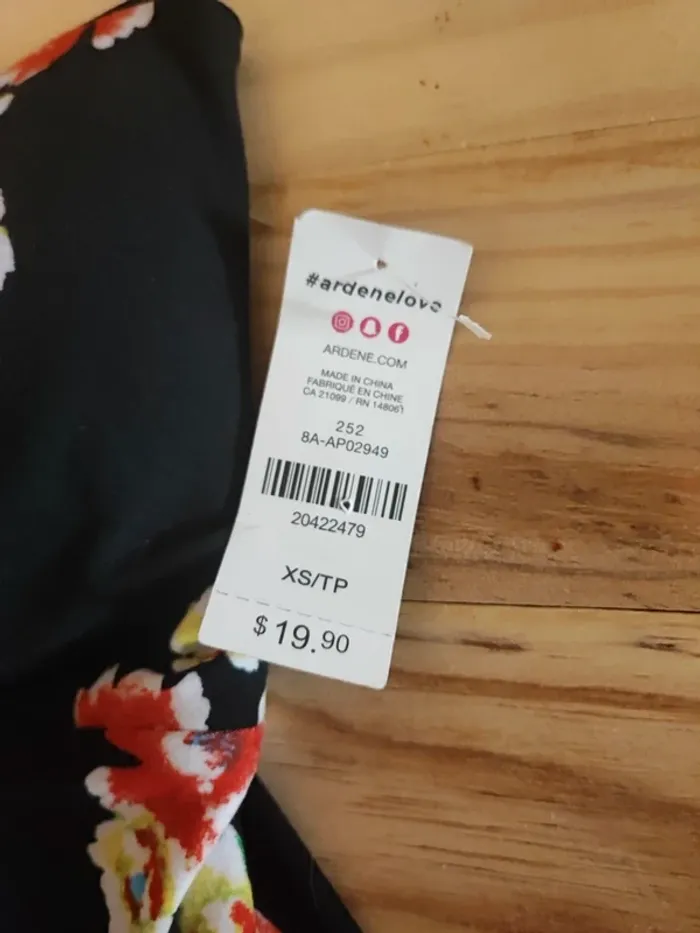 #ardenelove
ARDENE.COM
MADE IN CHINA
FABRIQUÉ EN CHINE
CA 21099 / RN 148061
252
8A-AP02949
20422479
XS/TP
$19.90